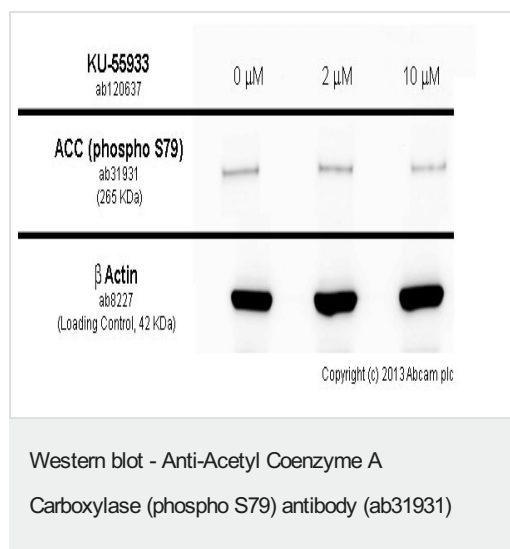 KU-55933
ab120637
0 µM 2 µM 10 µM
ACC (phospho S79)
ab31931
(265 KDa)
β Actin
ab8227
(Loading Control, 42 KDa)
Copyright (c) 2013 Abcam plc
Western blot - Anti-Acetyl Coenzyme A
Carboxylase (phospho S79) antibody (ab31931)